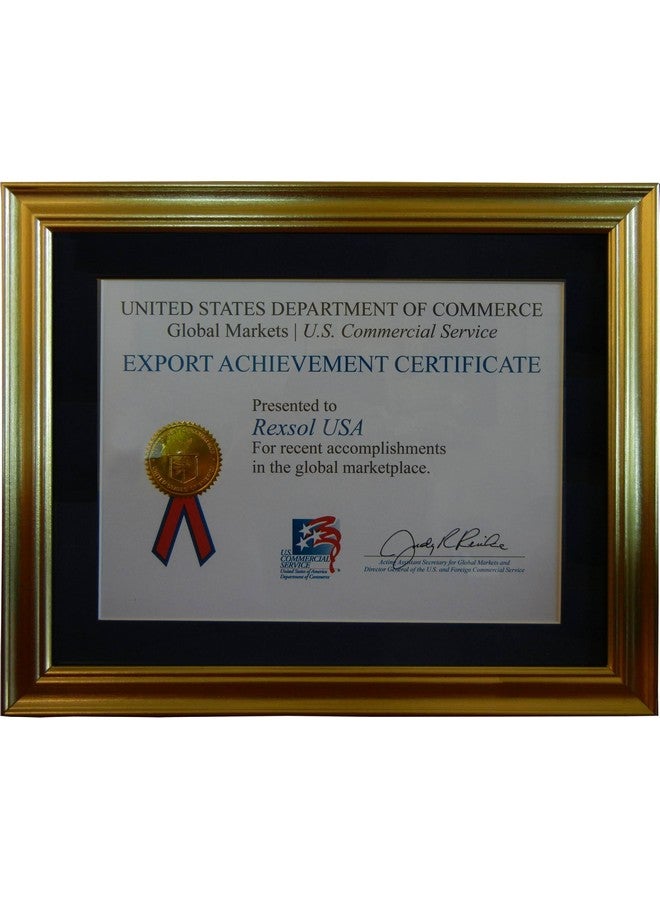 UNITED STATES DEPARTMENT OF COMMERCE
Global Markets | U.S. Commercial Service
EXPORT ACHIEVEMENT CERTIFICATE
Presented to
Rexsol USA
For recent accomplishments
in the global marketplace.
U.S.
COMMERCIAL
SERVICE
United States of America
Department of Commerce
Judy R Reinke
Acting Assistant Secretary for Global Markets and
Director General of the U.S. and Foreign Commercial Service